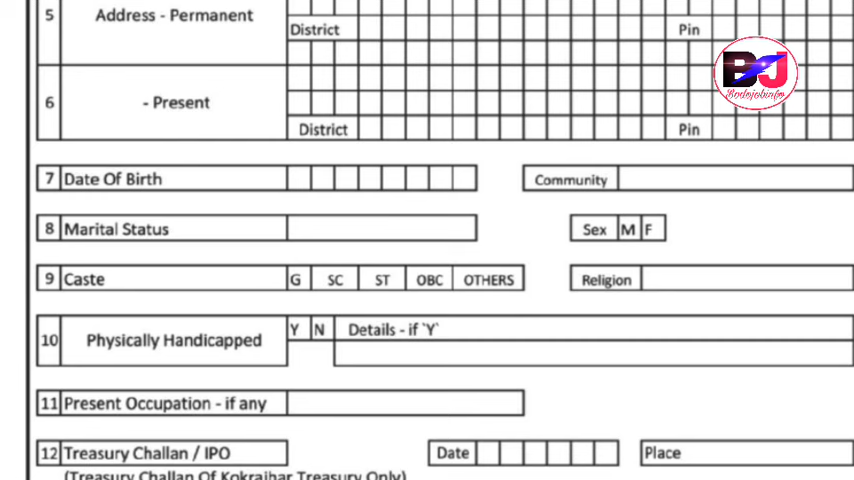 5 Address - Permanent
District Pin
BJ
Bodojobinfo
6 - Present
District Pin
7 Date Of Birth Community
8 Marital Status Sex M F
9 Caste G SC ST OBC OTHERS Religion
10 Physically Handicapped Y N Details - if `Y`
11 Present Occupation - if any
12 Treasury Challan / IPO Date Place
(Treasury Challan Of Kokrajhar Treasury Only)